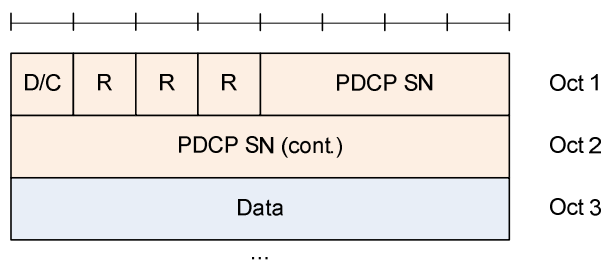 D/C R R R PDCP SN Oct 1
PDCP SN (cont.) Oct 2
Data Oct 3
...